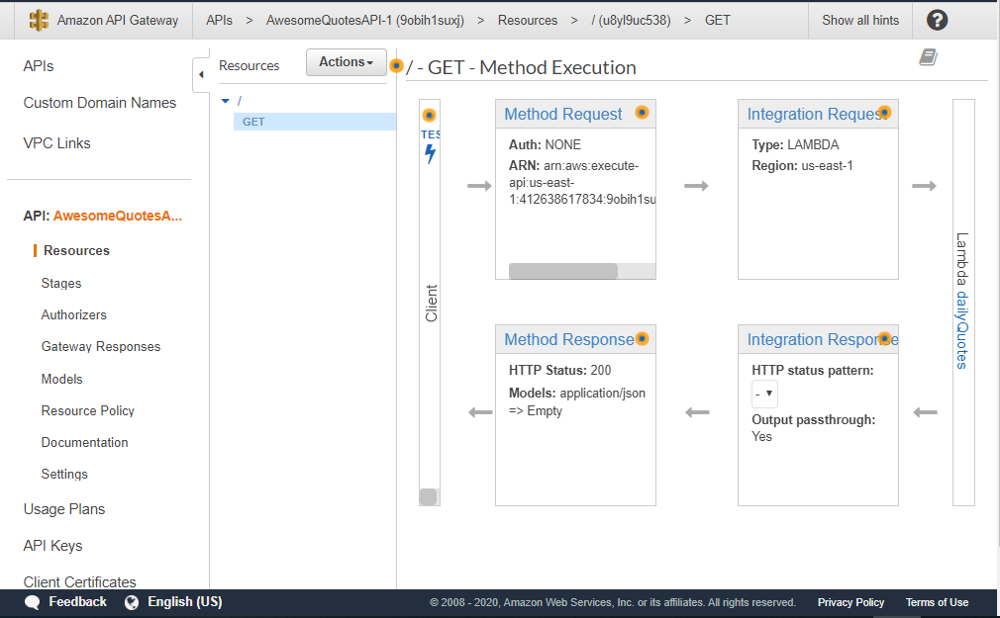 Amazon API Gateway APIs > AwesomeQuotesAPI-1 (9obih1suxj) > Resources > / (u8yl9uc538) > GET Show all hints ?
APIs
Custom Domain Names
VPC Links
API: AwesomeQuotesA...
Resources
Stages
Authorizers
Gateway Responses
Models
Resource Policy
Documentation
Settings
Usage Plans
API Keys
Client Certificates
Resources Actions
/
GET
/ - GET - Method Execution
TES
Client
Method Request
Auth: NONE
ARN: arn:aws:execute-
api:us-east-
1:412638617834:9obih1su
Integration Request
Type: LAMBDA
Region: us-east-1
Lambda dailyQuotes
Method Response
HTTP Status: 200
Models: application/json
=> Empty
Integration Response
HTTP status pattern:
-
Output passthrough:
Yes
Feedback English (US) © 2008 - 2020, Amazon Web Services, Inc. or its affiliates. All rights reserved. Privacy Policy Terms of Use